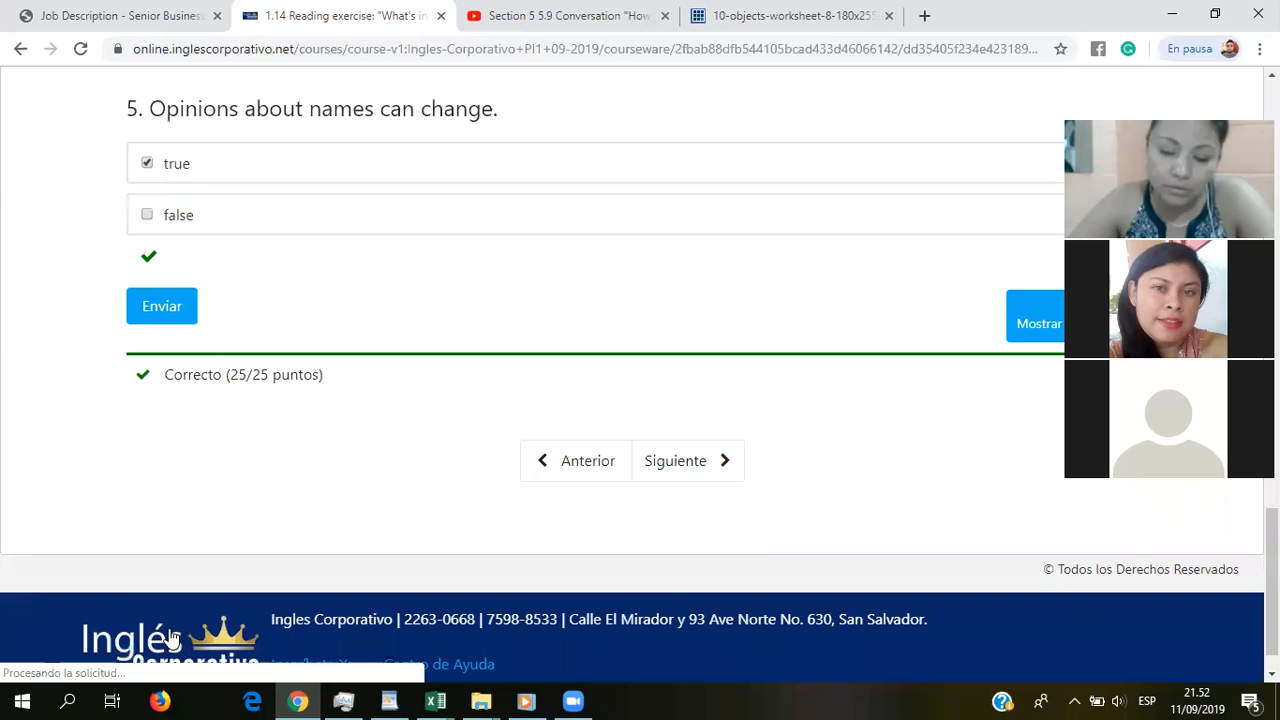 Job Description - Senior Business
1.14 Reading exercise: "What's in
Section 5 5.9 Conversation "How
10-objects-worksheet-8-180x255
online.inglescorporativo.net/courses/course-v1:Ingles-Corporativo+PI1+09-2019/courseware/2fbab88dfb544105bcad433d46066142/dd35405f234e423189...
En pausa
5. Opinions about names can change.
true
false
Enviar
Mostrar
Correcto (25/25 puntos)
Anterior
Siguiente
© Todos los Derechos Reservados
Inglés
Corporativo
Ingles Corporativo | 2263-0668 | 7598-8533 | Calle El Mirador y 93 Ave Norte No. 630, San Salvador.
Centro de Ayuda
Procesando la solicitud...
ESP
21.52
11/09/2019
5